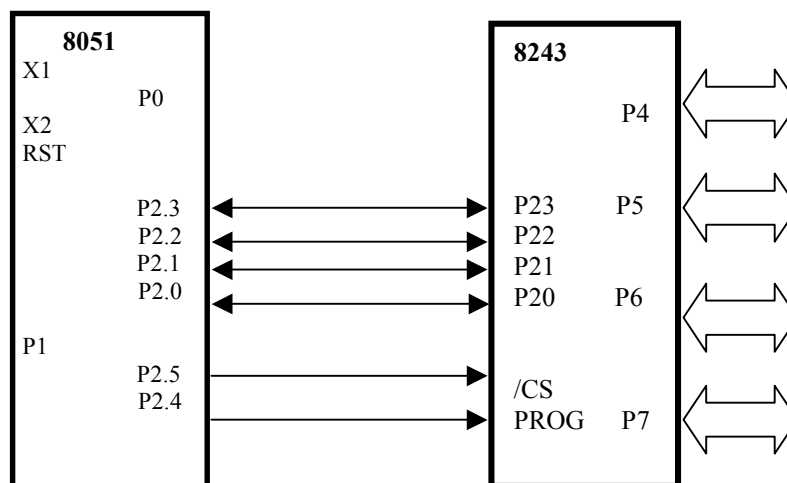 8051
X1
P0
X2
RST
P2.3
P2.2
P2.1
P2.0
P1
P2.5
P2.4
8243
P4
P23 P5
P22
P21
P20 P6
/CS
PROG P7